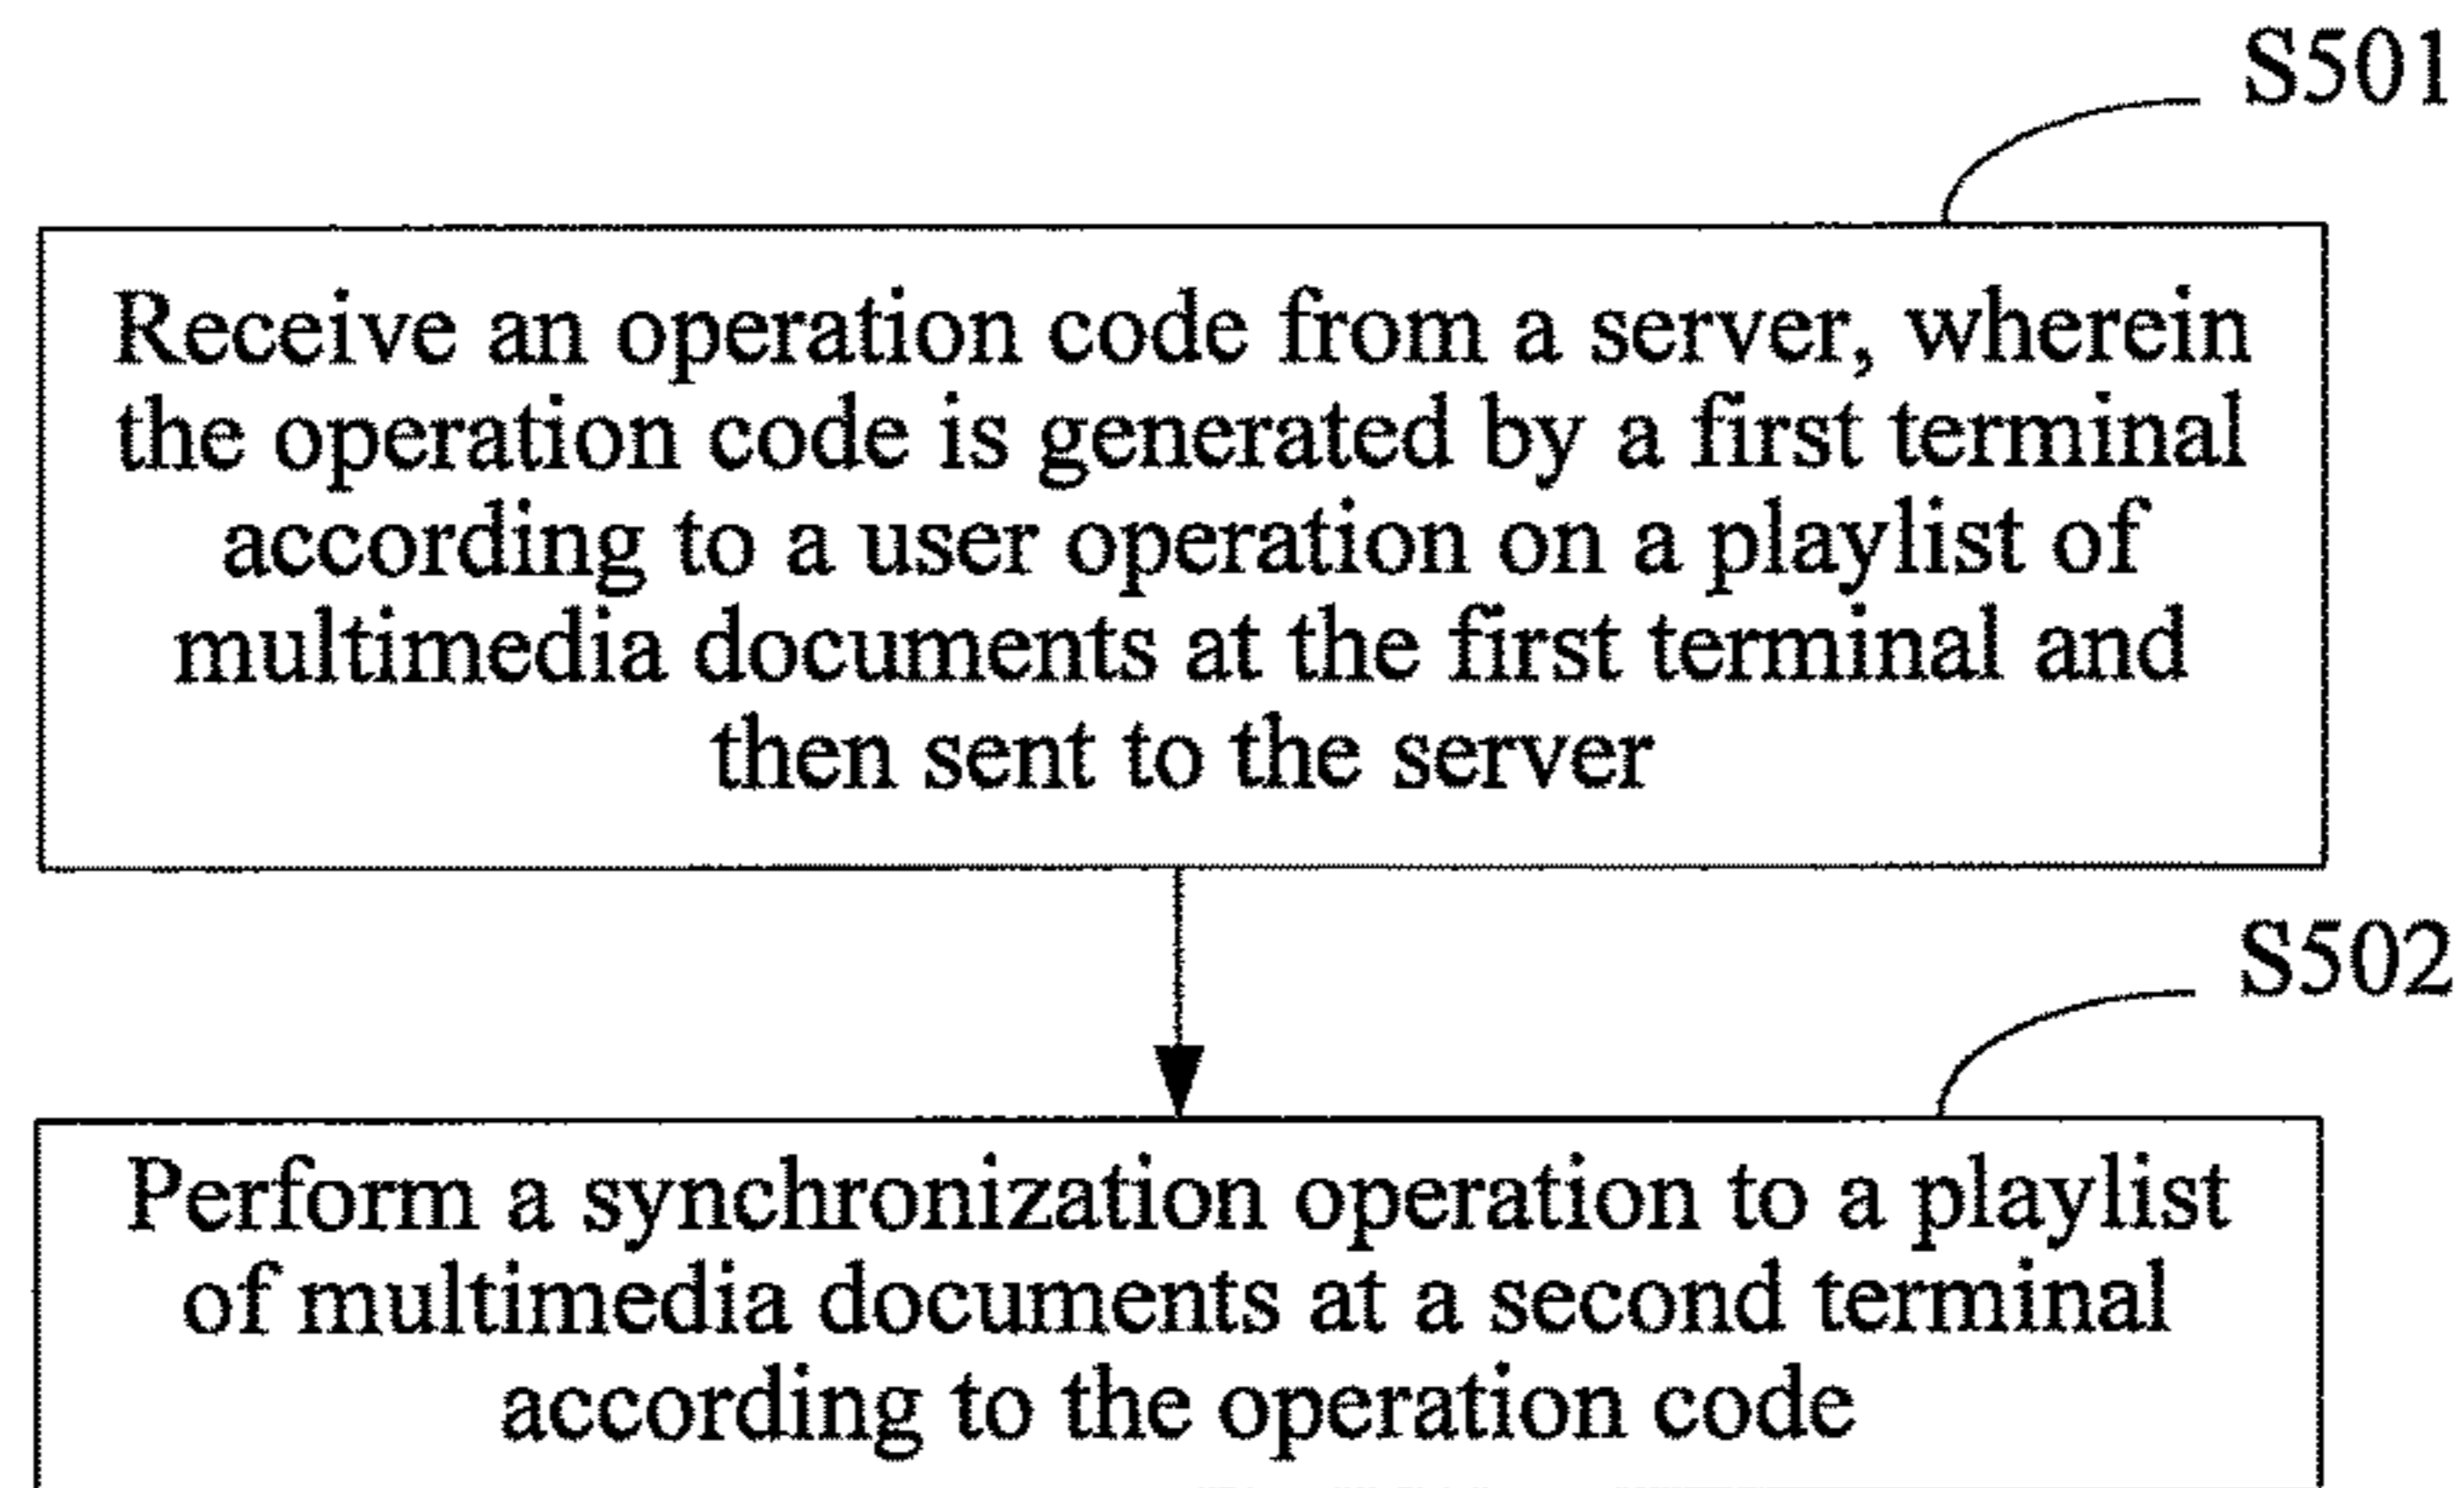 S501
Receive an operation code from a server, wherein
the operation code is generated by a first terminal
according to a user operation on a playlist of
multimedia documents at the first terminal and
then sent to the server
S502
Perform a synchronization operation to a playlist
of multimedia documents at a second terminal
according to the operation code